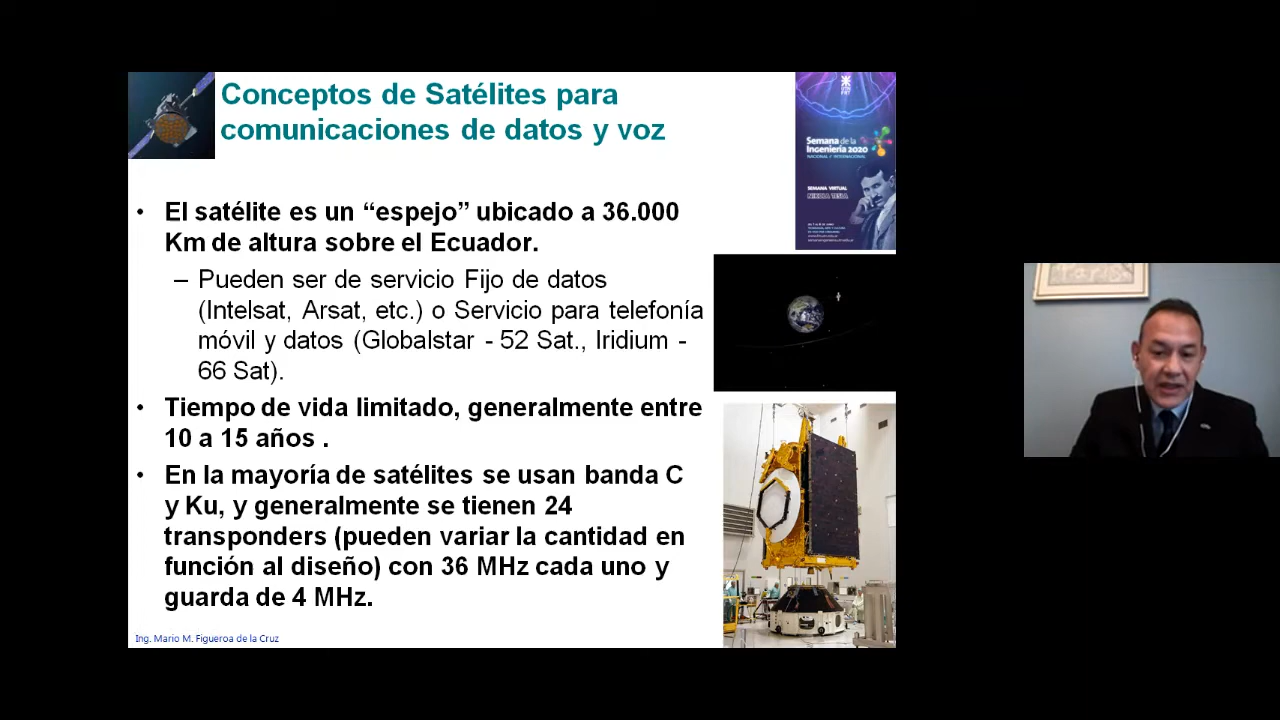 Conceptos de Satélites para
comunicaciones de datos y voz
• El satélite es un “espejo” ubicado a 36.000
Km de altura sobre el Ecuador.
– Pueden ser de servicio Fijo de datos
(Intelsat, Arsat, etc.) o Servicio para telefonía
móvil y datos (Globalstar - 52 Sat., Iridium -
66 Sat).
• Tiempo de vida limitado, generalmente entre
10 a 15 años .
• En la mayoría de satélites se usan banda C
y Ku, y generalmente se tienen 24
transponders (pueden variar la cantidad en
función al diseño) con 36 MHz cada uno y
guarda de 4 MHz.
Ing. Mario M. Figueroa de la Cruz
Semana de la
Ingeniería 2020
NACIONAL E INTERNACIONAL
SEMANA VIRTUAL
NIKOLA TESLA
Paris